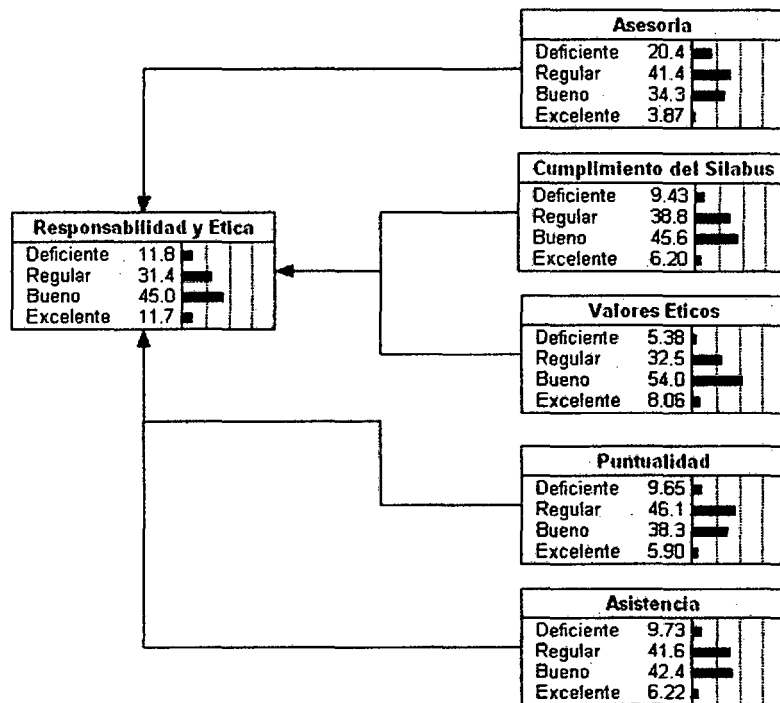 Asesoria
Deficiente 20.4
Regular 41.4
Bueno 34.3
Excelente 3.87
Cumplimiento del Silabus
Deficiente 9.43
Regular 38.8
Bueno 45.6
Excelente 6.20
Responsabilidad y Etica
Deficiente 11.8
Regular 31.4
Bueno 45.0
Excelente 11.7
Valores Eticos
Deficiente 5.38
Regular 32.5
Bueno 54.0
Excelente 8.06
Puntualidad
Deficiente 9.65
Regular 46.1
Bueno 38.3
Excelente 5.90
Asistencia
Deficiente 9.73
Regular 41.6
Bueno 42.4
Excelente 6.22